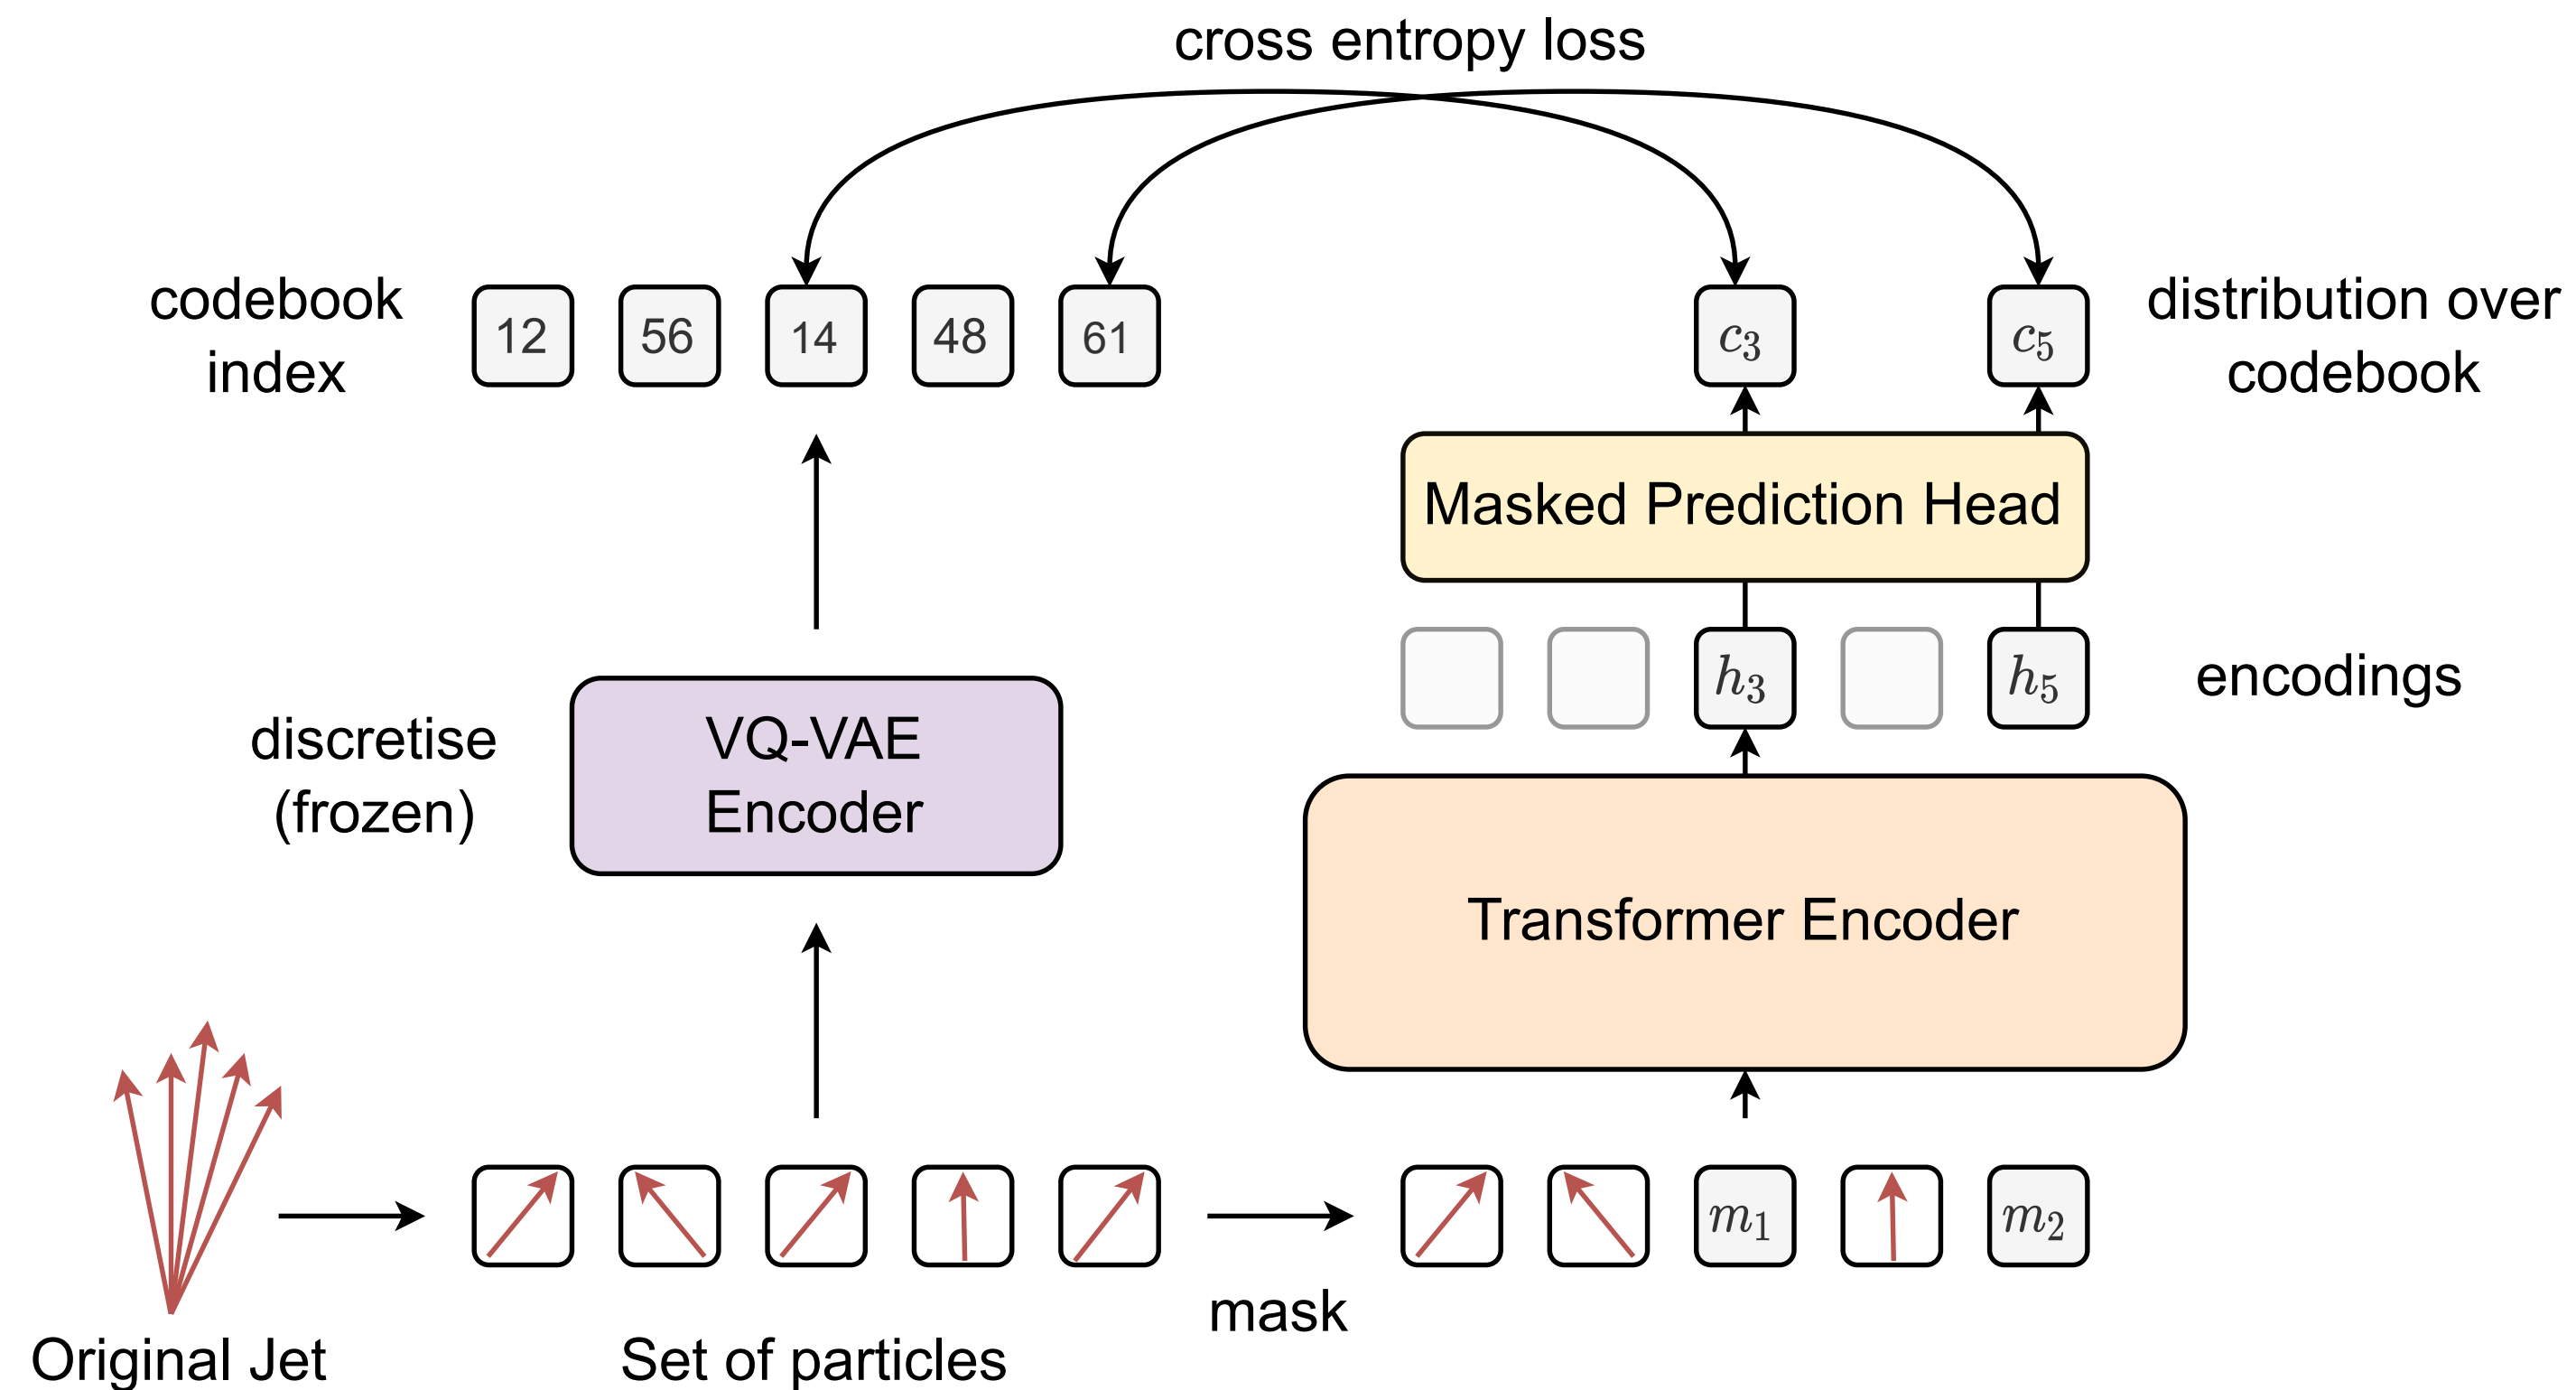 cross entropy loss
codebook
index
12
56
14
48
61
c₃
c₅
distribution over
codebook
Masked Prediction Head
h₃
h₅
encodings
discretise
(frozen)
VQ-VAE
Encoder
Transformer Encoder
m₁
m₂
mask
Original Jet
Set of particles